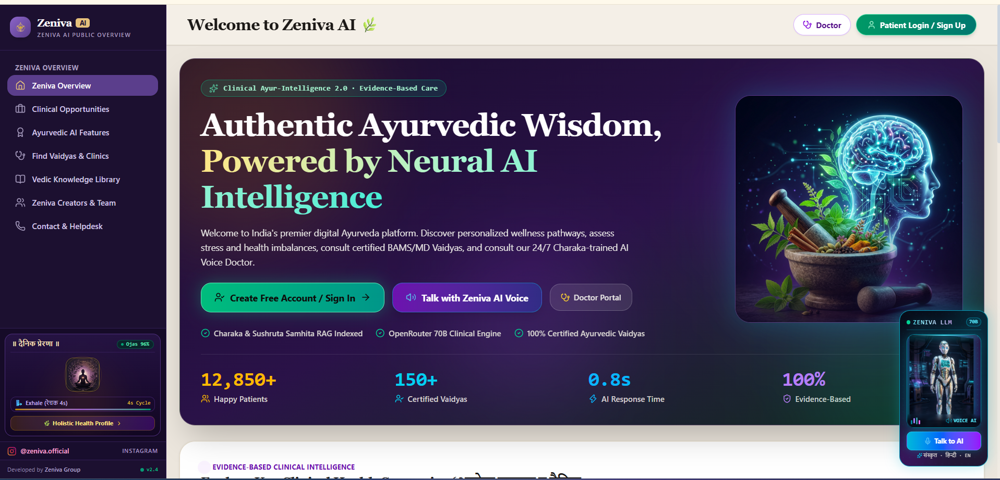 Zeniva AI
ZENIVA AI PUBLIC OVERVIEW
ZENIVA OVERVIEW
Zeniva Overview
Clinical Opportunities
Ayurvedic AI Features
Find Vaidyas & Clinics
Vedic Knowledge Library
Zeniva Creators & Team
Contact & Helpdesk
॥ दैनिक प्रेरणा ॥
Ojas 96%
Exhale (रेचक 4s)
4s Cycle
Holistic Health Profile
@zeniva.official
INSTAGRAM
Developed by Zeniva Group
v2.4
Welcome to Zeniva AI
Doctor
Patient Login / Sign Up
Clinical Ayur-Intelligence 2.0 · Evidence-Based Care
Authentic Ayurvedic Wisdom,
Powered by Neural AI
Intelligence
Welcome to India's premier digital Ayurveda platform. Discover personalized wellness pathways, assess
stress and health imbalances, consult certified BAMS/MD Vaidyas, and consult our 24/7 Charaka-trained AI
Voice Doctor.
Create Free Account / Sign In
Talk with Zeniva AI Voice
Doctor Portal
Charaka & Sushruta Samhita RAG Indexed
OpenRouter 70B Clinical Engine
100% Certified Ayurvedic Vaidyas
12,850+
Happy Patients
150+
Certified Vaidyas
0.8s
AI Response Time
100%
Evidence-Based
ZENIVA LLM
70B
VOICE AI
Talk to AI
संस्कृत · हिन्दी · EN
EVIDENCE-BASED CLINICAL INTELLIGENCE